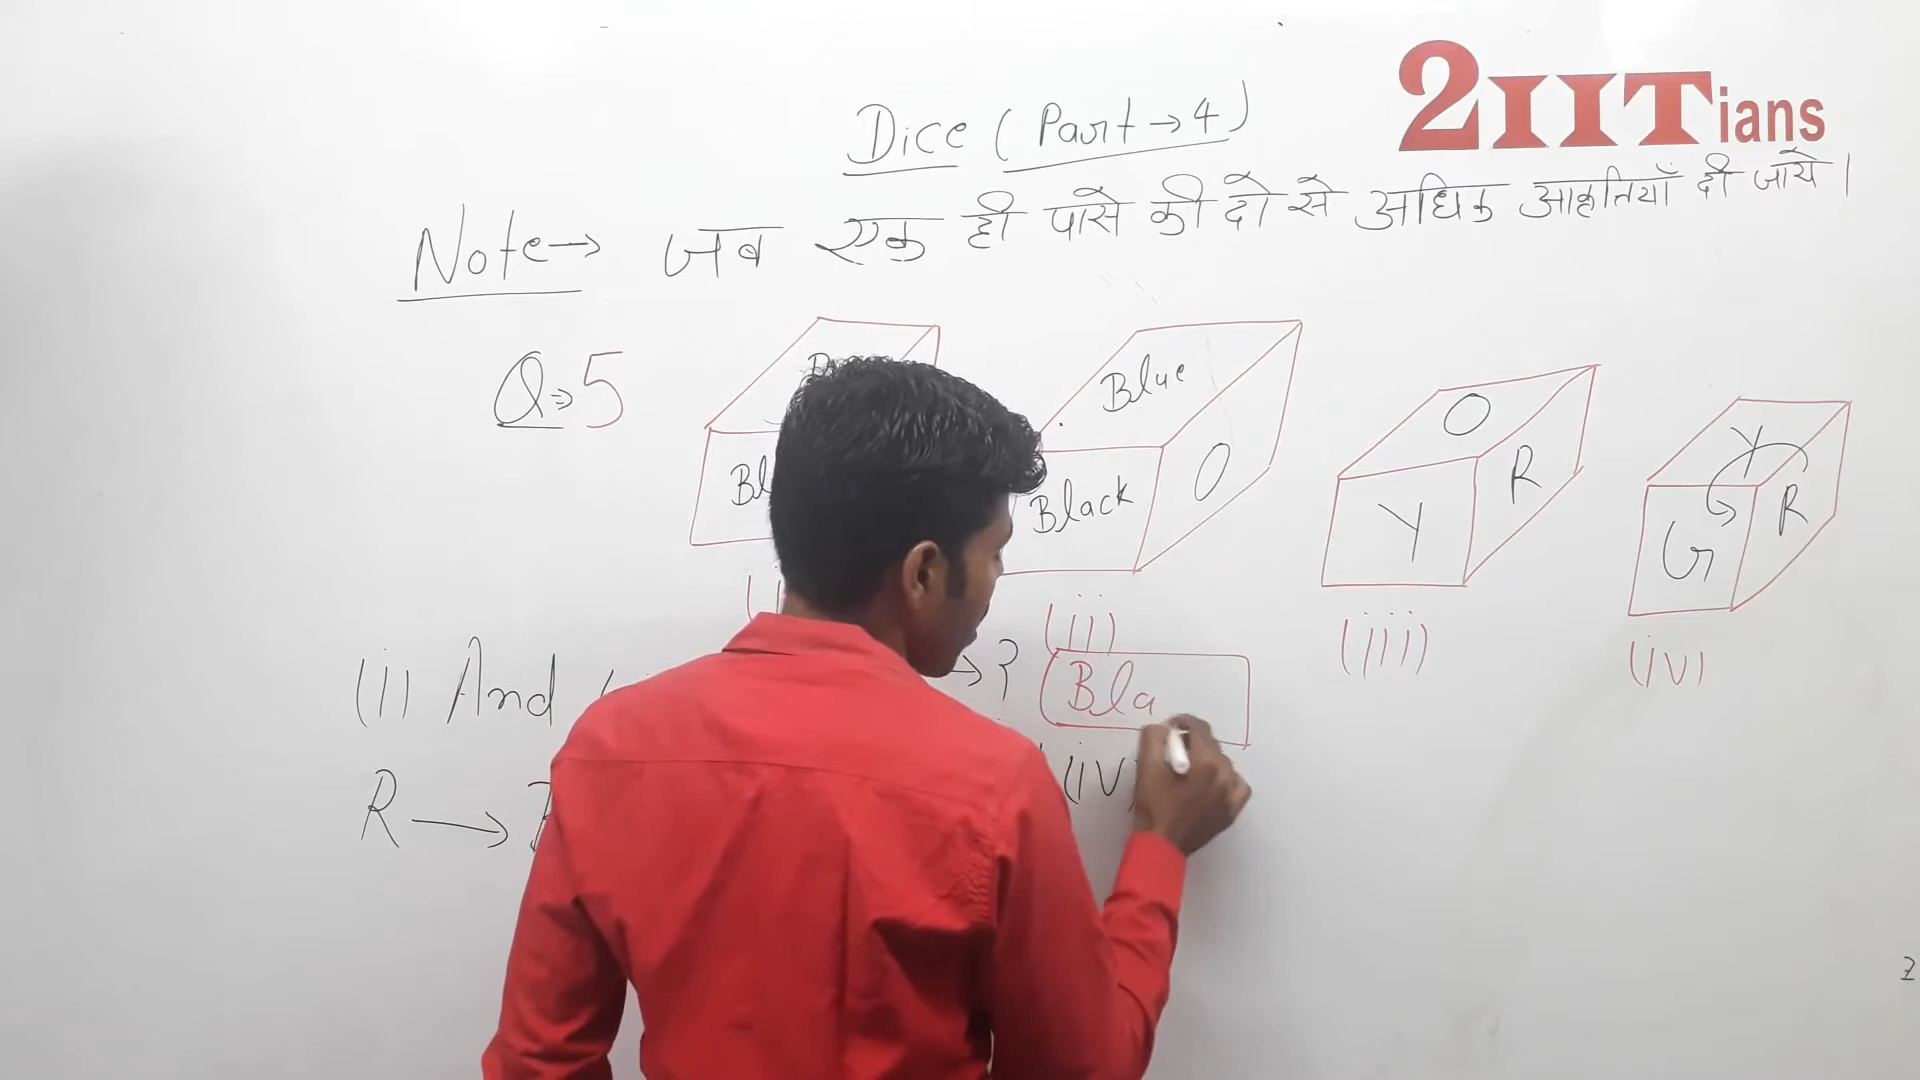 2IITians
Dice (Part → 4)
Note → जब एक ही पासे की दो से अधिक आकृतियाँ दी जाये।
Q ⇒ 5
Blue
Black O
O
Y R
Y
G R
(ii)
(iii)
(iv)
(i) And → ?
Bla
R →
(iv)